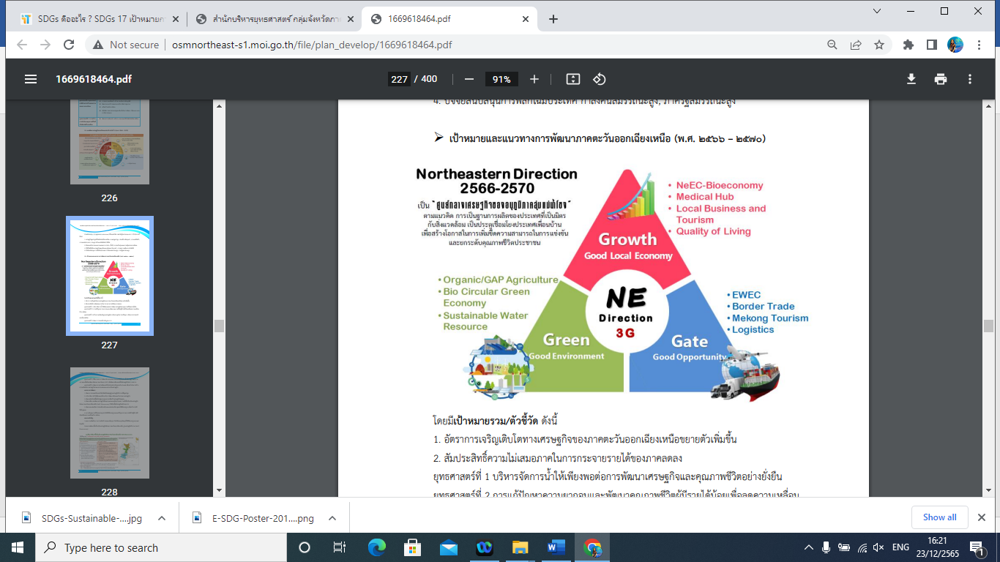 SDGs คืออะไร ? SDGs 17 เป้าหมายก
สำนักบริหารยุทธศาสตร์ กลุ่มจังหวัดภา
1669618464.pdf
Not secure
osmnortheast-s1.moi.go.th/file/plan_develop/1669618464.pdf
1669618464.pdf
227 / 400
91%
226
227
228
4. ปัจจัยสนับสนุนการพลิกโฉมประเทศ กำลังคนสมรรถนะสูง, ภาครัฐสมรรถนะสูง
➢ เป้าหมายและแนวทางการพัฒนาภาคตะวันออกเฉียงเหนือ (พ.ศ. ๒๕๖๖ – ๒๕๗๐)
Northeastern Direction
2566-2570
เป็น "ศูนย์กลางเศรษฐกิจของอนุภูมิภาคลุ่มแม่น้ำโขง"
ตามแนวคิด การเป็นฐานการผลิตของประเทศที่เป็นมิตร
กับสิ่งแวดล้อม เป็นประตูเชื่อมโยงประเทศเพื่อนบ้าน
เพื่อสร้างโอกาสในการเพิ่มขีดความสามารถในการแข่งขัน
และยกระดับคุณภาพชีวิตประชาชน
• NeEC-Bioeconomy
• Medical Hub
• Local Business and
Tourism
• Quality of Living
Growth
Good Local Economy
• Organic/GAP Agriculture
• Bio Circular Green
Economy
• Sustainable Water
Resource
NE
Direction
3G
• EWEC
• Border Trade
• Mekong Tourism
• Logistics
Green
Good Environment
Gate
Good Opportunity
โดยมีเป้าหมายรวม/ตัวชี้วัด ดังนี้
1. อัตราการเจริญเติบโตทางเศรษฐกิจของภาคตะวันออกเฉียงเหนือขยายตัวเพิ่มขึ้น
2. สัมประสิทธิ์ความไม่เสมอภาคในการกระจายรายได้ของภาคลดลง
ยุทธศาสตร์ที่ 1 บริหารจัดการน้ำให้เพียงพอต่อการพัฒนาเศรษฐกิจและคุณภาพชีวิตอย่างยั่งยืน
ยุทธศาสตร์ที่ 2 การแก้ปัญหาความยากจนและพัฒนาคุณภาพชีวิตผู้มีรายได้น้อยเพื่อลดความเหลื่อม
SDGs-Sustainable-....jpg
E-SDG-Poster-201....png
Show all
Type here to search
ENG
16:21
23/12/2565
1